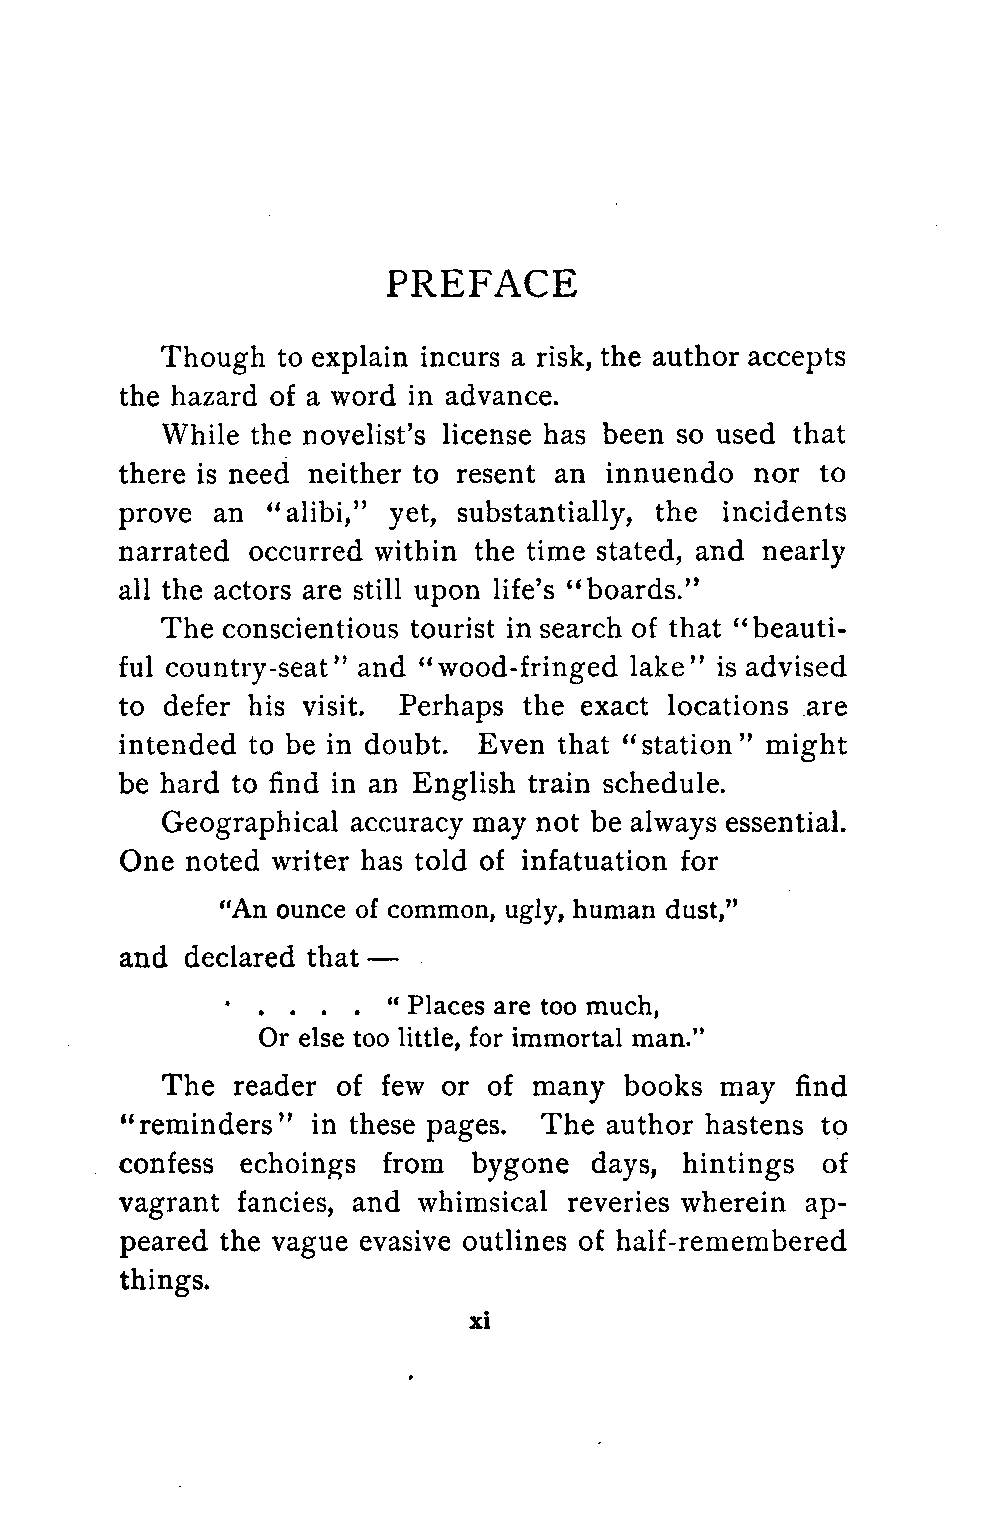 PREFACE
Though to explain incurs a risk, the author accepts
the hazard of a word in advance.
While the novelist's license has been so used that
there is need neither to resent an innuendo nor to
prove an "alibi," yet, substantially, the incidents
narrated occurred within the time stated, and nearly
all the actors are still upon life's "boards."
The conscientious tourist in search of that "beauti-
ful country-seat" and "wood-fringed lake" is advised
to defer his visit. Perhaps the exact locations are
intended to be in doubt. Even that "station" might
be hard to find in an English train schedule.
Geographical accuracy may not be always essential.
One noted writer has told of infatuation for
"An ounce of common, ugly, human dust,"
and declared that —
. . . . . "Places are too much,
Or else too little, for immortal man."
The reader of few or of many books may find
"reminders" in these pages. The author hastens to
confess echoings from bygone days, hintings of
vagrant fancies, and whimsical reveries wherein ap-
peared the vague evasive outlines of half-remembered
things.
xi